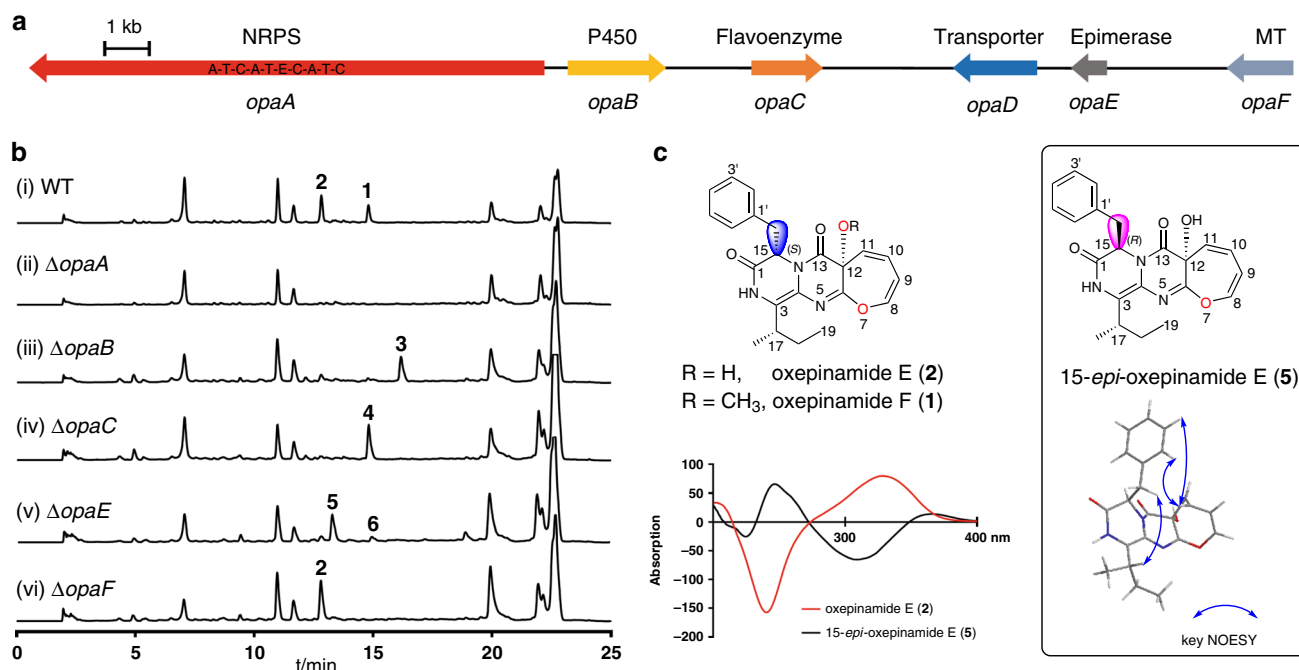 a
1 kb
NRPS P450 Flavoenzyme Transporter Epimerase MT
A-T-C-A-T-E-C-A-T-C
opaA opaB opaC opaD opaE opaF
b
(i) WT
2 1
(ii) ΔopaA
(iii) ΔopaB
3
(iv) ΔopaC
4
(v) ΔopaE
5 6
(vi) ΔopaF
2
0 5 10 15 20 25
t/min
c
3'
1'
OR
O
15 (S) 11 10
O
1 N 13 12 9
HN 5 N 8
3 O
7
17 19
R = H, oxepinamide E (2)
R = CH3, oxepinamide F (1)
100
50
0
−50
−100
−150
−200
Absorption
300 400 nm
oxepinamide E (2)
15-epi-oxepinamide E (5)
3'
1'
OH
O
15 (R) 11 10
O
1 N 13 12 9
HN 5 N 8
3 O
7
17 19
15-epi-oxepinamide E (5)
key NOESY